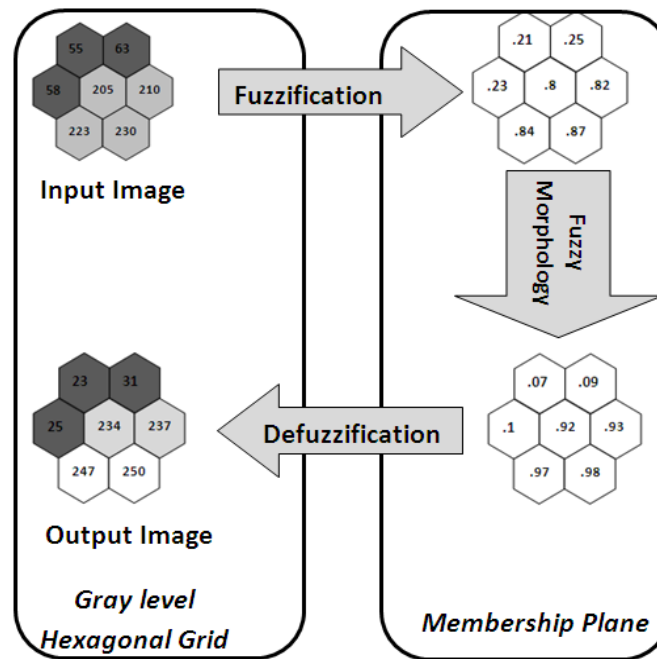 55 63
58 205 210
223 230
Input Image
Fuzzification
.21 .25
.23 .8 .82
.84 .87
Fuzzy
Morphology
.07 .09
.1 .92 .93
.97 .98
Defuzzification
23 31
25 234 237
247 250
Output Image
Gray level
Hexagonal Grid
Membership Plane